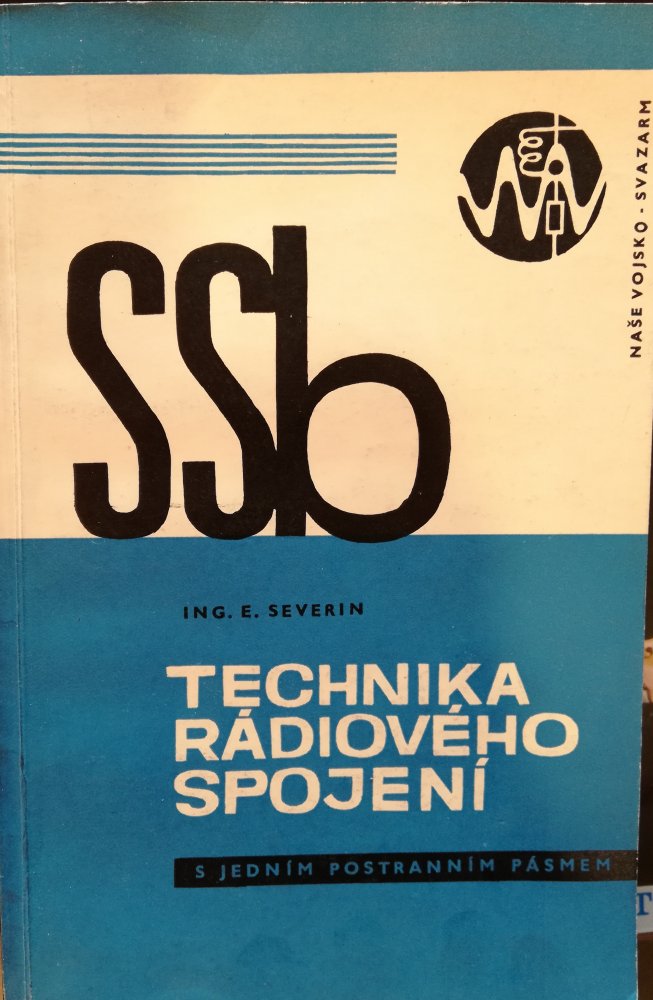 NAŠE VOJSKO - SVAZARM
SSb
ING. E. SEVERIN
TECHNIKA
RÁDIOVÉHO
SPOJENÍ
S JEDNÍM POSTRANNÍM PÁSMEM